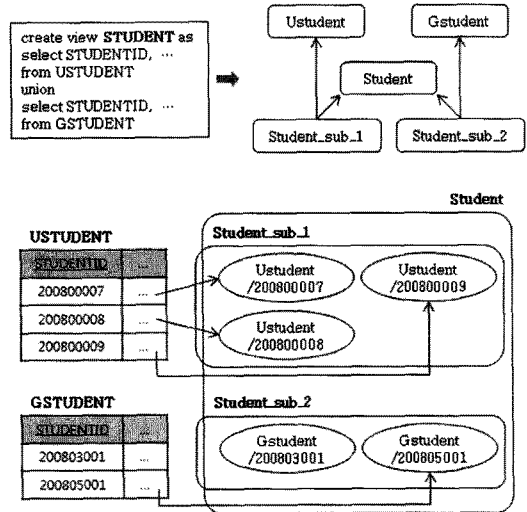 create view STUDENT as
select STUDENTID, ...
from USTUDENT
union
select STUDENTID, ...
from GSTUDENT
Ustudent
Gstudent
Student
Student_sub_1
Student_sub_2
Student
USTUDENT
Student_sub_1
STUDENTID ...
200800007 ...
200800008 ...
200800009 ...
Ustudent
/200800007
Ustudent
/200800009
Ustudent
/200800008
GSTUDENT
Student_sub_2
STUDENTID ...
200803001 ...
200805001 ...
Gstudent
/200803001
Gstudent
/200805001